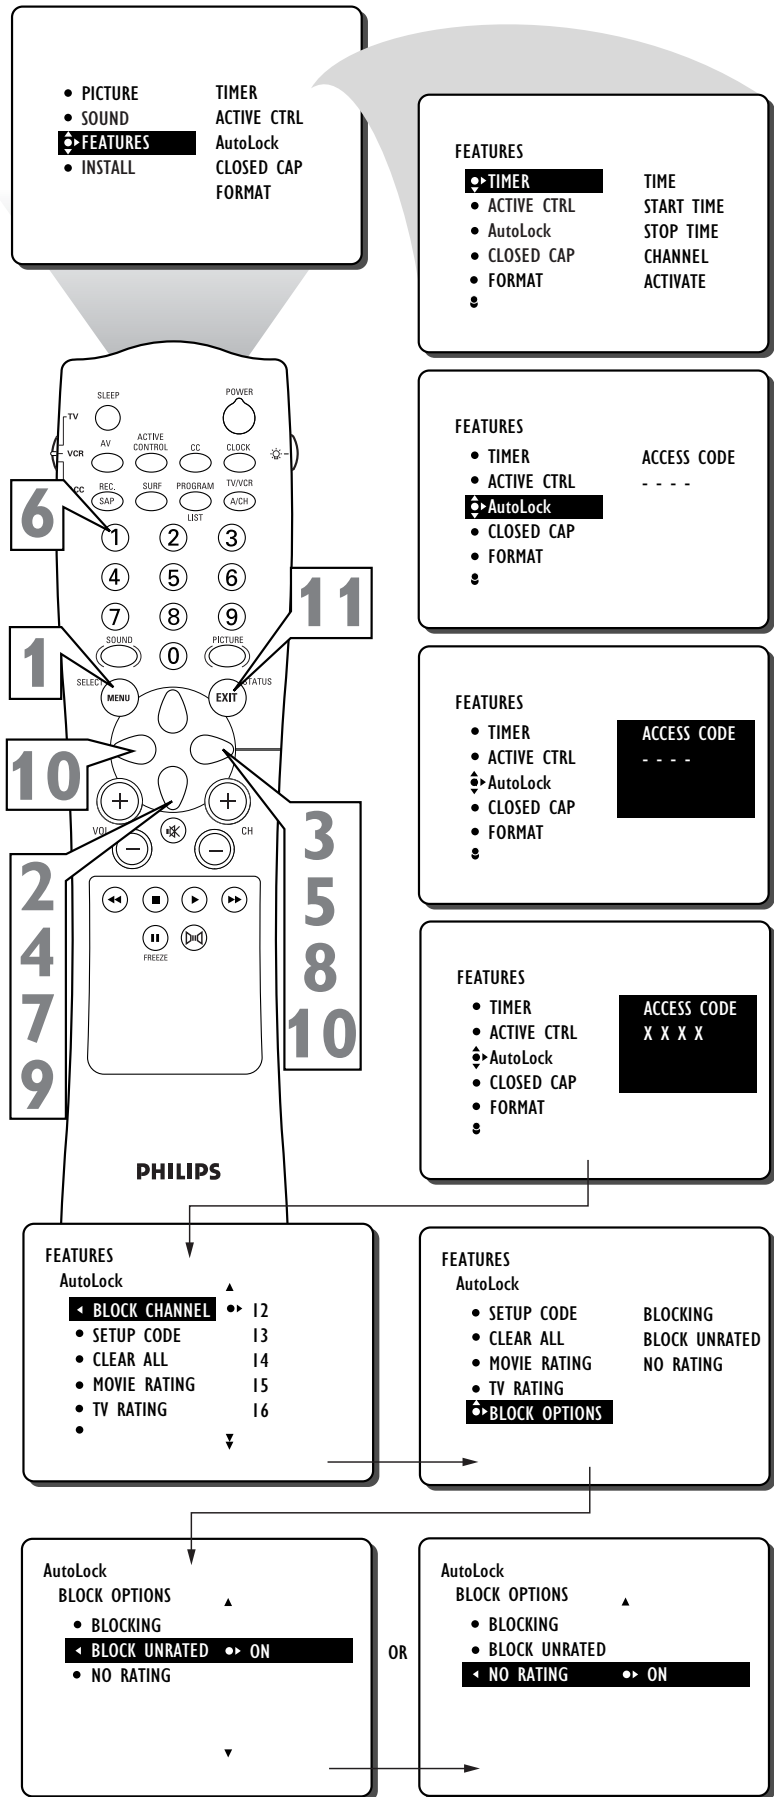 PICTURE TIMER
SOUND ACTIVE CTRL
FEATURES AutoLock
INSTALL CLOSED CAP
FORMAT
FEATURES
TIMER TIME
ACTIVE CTRL START TIME
AutoLock STOP TIME
CLOSED CAP CHANNEL
FORMAT ACTIVATE
FEATURES
TIMER ACCESS CODE
ACTIVE CTRL - - - -
AutoLock
CLOSED CAP
FORMAT
FEATURES
TIMER ACCESS CODE
ACTIVE CTRL - - - -
AutoLock
CLOSED CAP
FORMAT
FEATURES
TIMER ACCESS CODE
ACTIVE CTRL X X X X
AutoLock
CLOSED CAP
FORMAT
SLEEP POWER
TV
VCR
AV ACTIVE CONTROL CC CLOCK
CC REC. SURF PROGRAM TV/VCR
SAP A/CH
LIST
6
1 2 3
4 5 6
7 8 9
11
SOUND 0 PICTURE
1
SELECT MENU EXIT STATUS
10
+ +
VOL CH
− −
2
4
7
9
3
5
8
10
FREEZE
PHILIPS
FEATURES
AutoLock
BLOCK CHANNEL 12
SETUP CODE 13
CLEAR ALL 14
MOVIE RATING 15
TV RATING 16
FEATURES
AutoLock
SETUP CODE BLOCKING
CLEAR ALL BLOCK UNRATED
MOVIE RATING NO RATING
TV RATING
BLOCK OPTIONS
AutoLock
BLOCK OPTIONS
BLOCKING
BLOCK UNRATED ON
NO RATING
OR
AutoLock
BLOCK OPTIONS
BLOCKING
BLOCK UNRATED
NO RATING ON